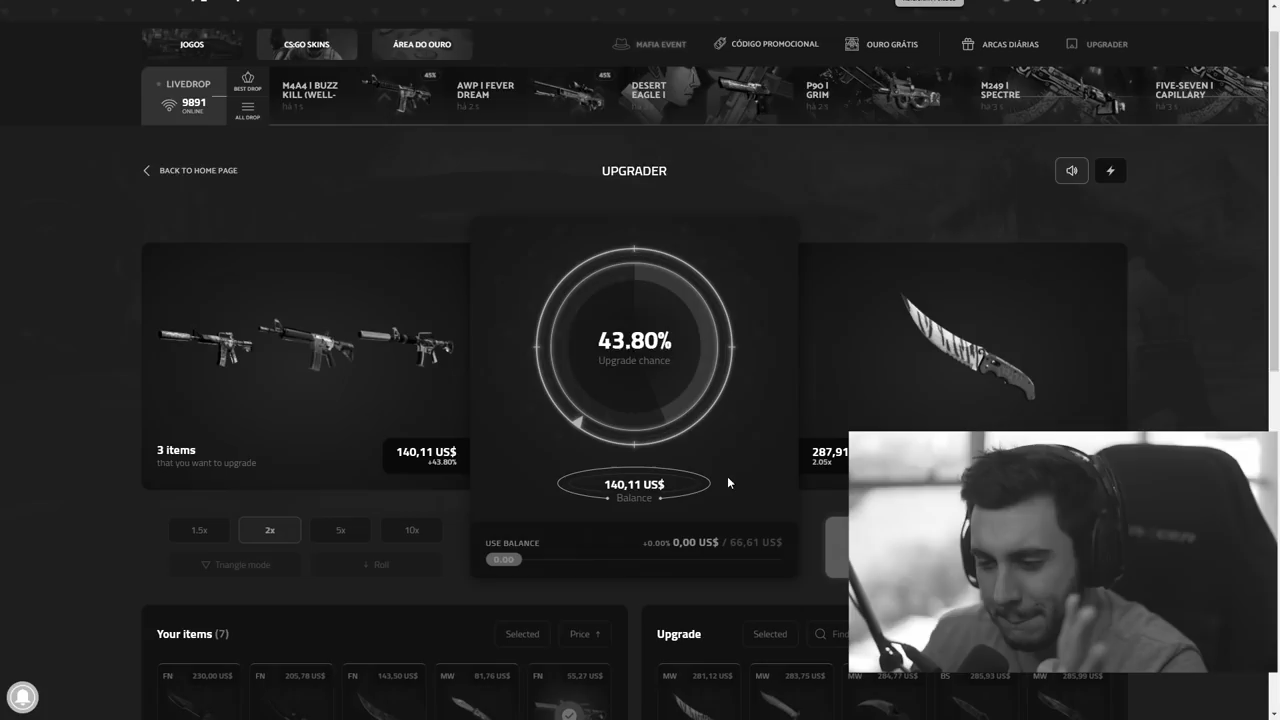 JOGOS
CS:GO SKINS
ÁREA DO OURO
MAFIA EVENT
CÓDIGO PROMOCIONAL
OURO GRÁTIS
ARCAS DIÁRIAS
UPGRADER
LIVEDROP
9891
ONLINE
BEST DROP
ALL DROP
M4A4 | BUZZ
KILL (WELL-
há 1 s
45%
AWP | FEVER
DREAM
há 2 s
45%
DESERT
EAGLE |
P90 |
GRIM
há 2 s
M249 |
SPECTRE
há 3 s
FIVE-SEVEN |
CAPILLARY
há 3 s
BACK TO HOME PAGE
UPGRADER
43.80%
Upgrade chance
3 items
that you want to upgrade
140,11 US$
+43.80%
287,91
2.05x
140,11 US$
Balance
1.5x
2x
5x
10x
Triangle mode
Roll
USE BALANCE
+0.00% 0,00 US$ / 66,61 US$
0.00
Your items (7)
Selected
Price ↑
Upgrade
Selected
Find
FN
230,00 US$
FN
205,78 US$
FN
143,50 US$
MW
81,76 US$
FN
55,27 US$
MW
281,12 US$
MW
283,75 US$
MW
284,77 US$
BS
285,93 US$
MW
285,99 US$